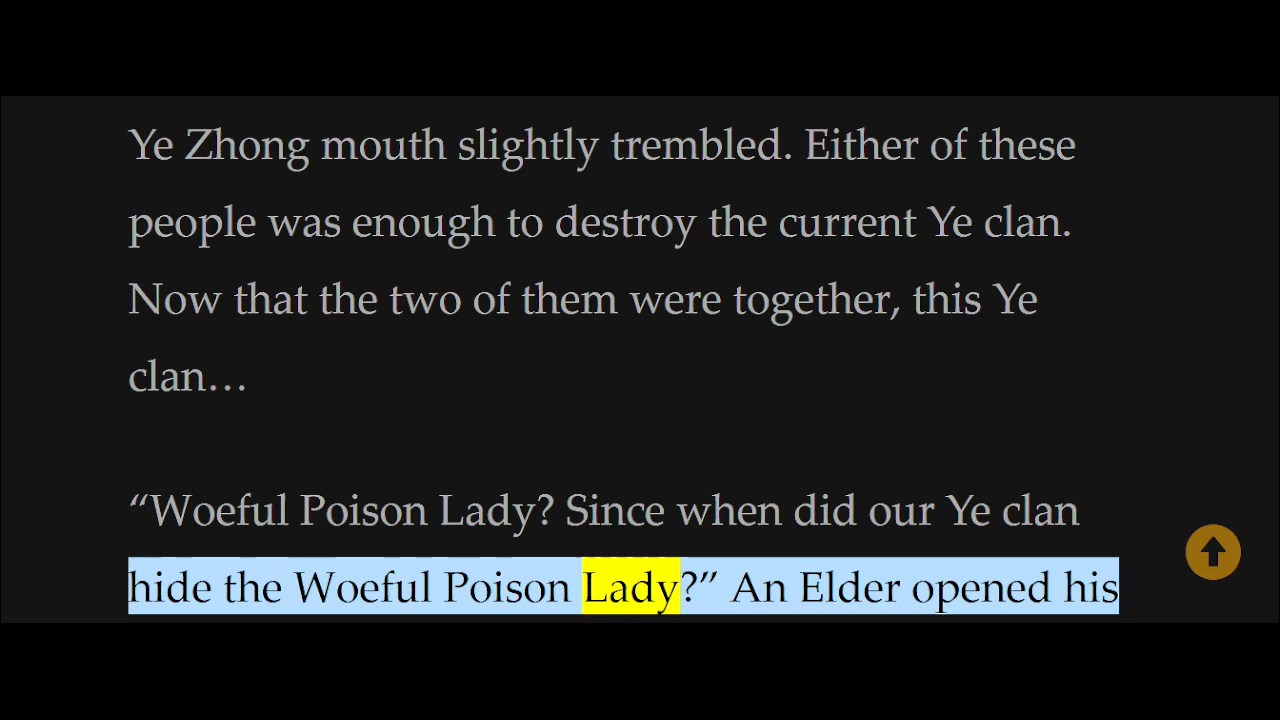 Ye Zhong mouth slightly trembled. Either of these
people was enough to destroy the current Ye clan.
Now that the two of them were together, this Ye
clan…
“Woeful Poison Lady? Since when did our Ye clan
hide the Woeful Poison Lady?” An Elder opened his